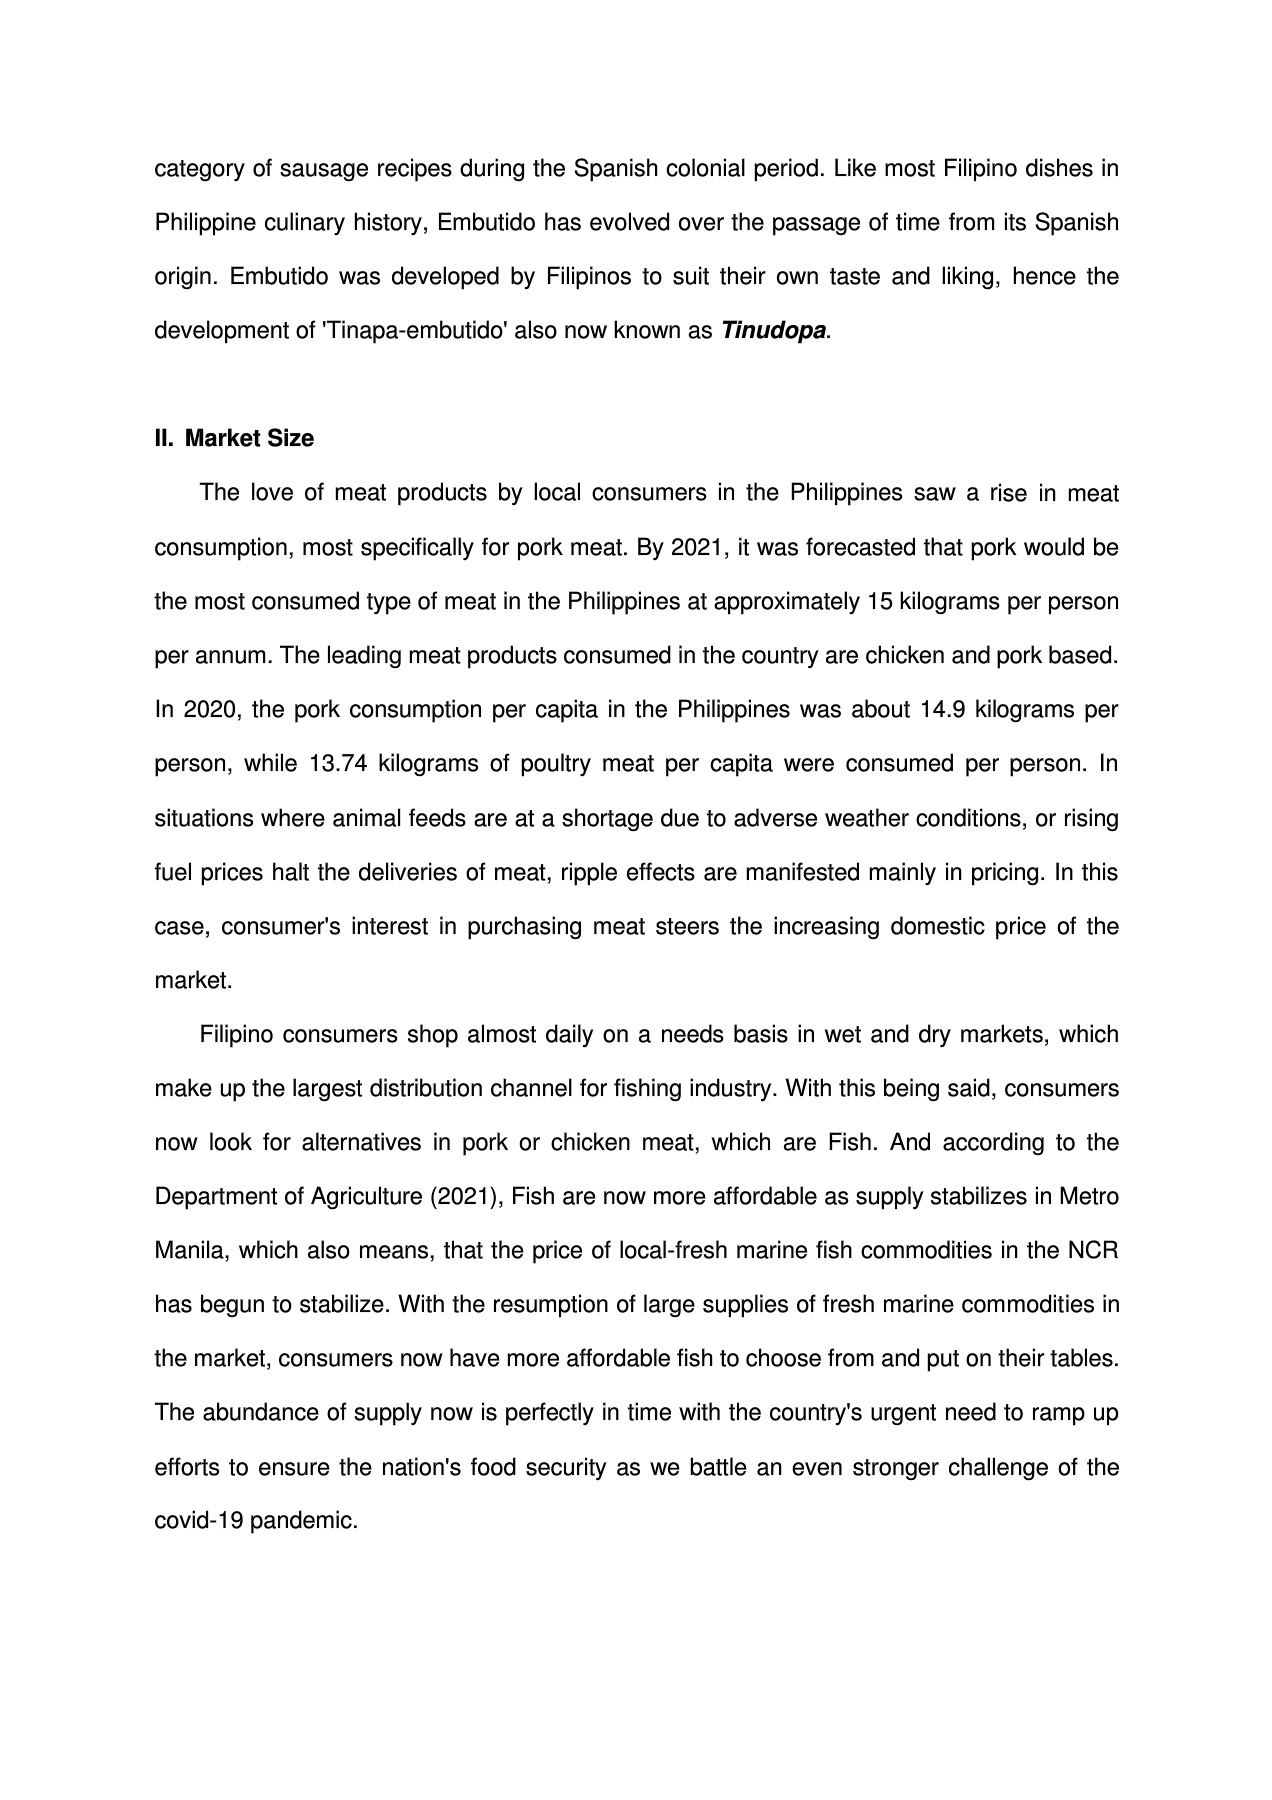 category of sausage recipes during the Spanish colonial period. Like most Filipino dishes in
Philippine culinary history, Embutido has evolved over the passage of time from its Spanish
origin. Embutido was developed by Filipinos to suit their own taste and liking, hence the
development of 'Tinapa-embutido' also now known as Tinudopa.
II. Market Size
The love of meat products by local consumers in the Philippines saw a rise in meat
consumption, most specifically for pork meat. By 2021, it was forecasted that pork would be
the most consumed type of meat in the Philippines at approximately 15 kilograms per person
per annum. The leading meat products consumed in the country are chicken and pork based.
In 2020, the pork consumption per capita in the Philippines was about 14.9 kilograms per
person, while 13.74 kilograms of poultry meat per capita were consumed per person. In
situations where animal feeds are at a shortage due to adverse weather conditions, or rising
fuel prices halt the deliveries of meat, ripple effects are manifested mainly in pricing. In this
case, consumer's interest in purchasing meat steers the increasing domestic price of the
market.
Filipino consumers shop almost daily on a needs basis in wet and dry markets, which
make up the largest distribution channel for fishing industry. With this being said, consumers
now look for alternatives in pork or chicken meat, which are Fish. And according to the
Department of Agriculture (2021), Fish are now more affordable as supply stabilizes in Metro
Manila, which also means, that the price of local-fresh marine fish commodities in the NCR
has begun to stabilize. With the resumption of large supplies of fresh marine commodities in
the market, consumers now have more affordable fish to choose from and put on their tables.
The abundance of supply now is perfectly in time with the country's urgent need to ramp up
efforts to ensure the nation's food security as we battle an even stronger challenge of the
covid-19 pandemic.